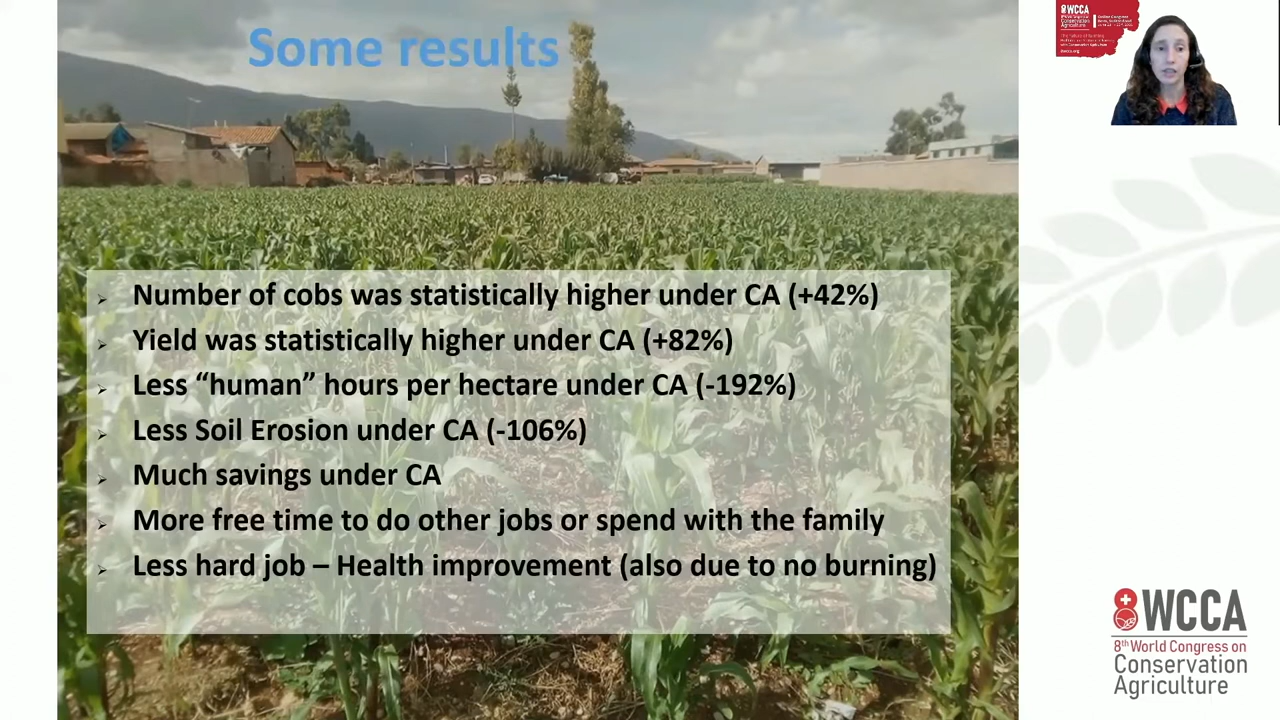 Some results
Number of cobs was statistically higher under CA (+42%)
Yield was statistically higher under CA (+82%)
Less “human” hours per hectare under CA (-192%)
Less Soil Erosion under CA (-106%)
Much savings under CA
More free time to do other jobs or spend with the family
Less hard job – Health improvement (also due to no burning)
8WCCA
8WCCA
8th World Congress on
Conservation
Agriculture